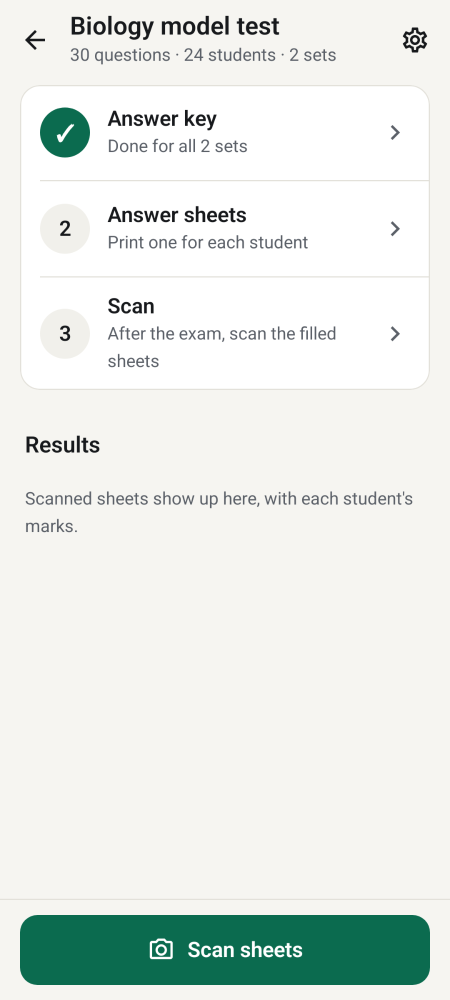 Biology model test
30 questions · 24 students · 2 sets
✓
Answer key
Done for all 2 sets
2
Answer sheets
Print one for each student
3
Scan
After the exam, scan the filled
sheets
Results
Scanned sheets show up here, with each student's
marks.
Scan sheets